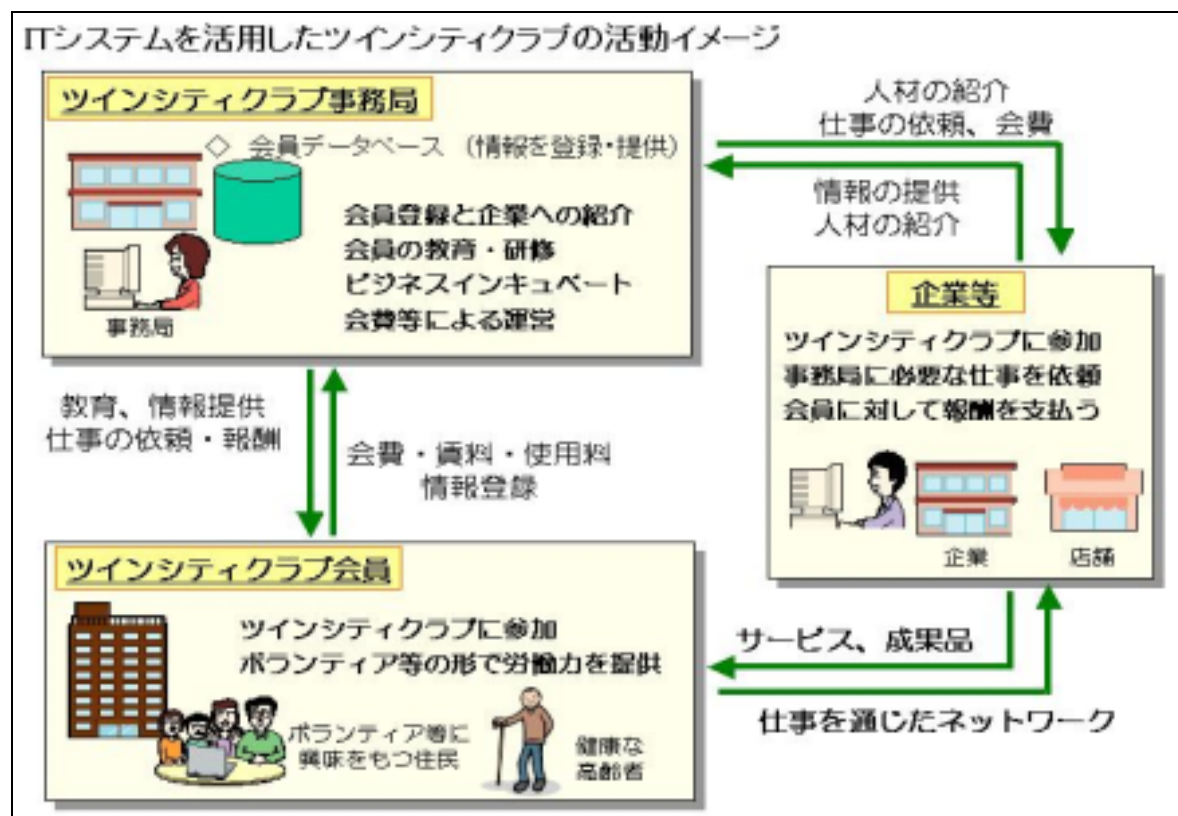 ITシステムを活用したツインシティクラブの活動イメージ
ツインシティクラブ事務局
◇ 会員データベース （情報を登録・提供）
会員登録と企業への紹介
会員の教育・研修
ビジネスインキュベート
会費等による運営
事務局
人材の紹介
仕事の依頼、会費
情報の提供
人材の紹介
企業等
ツインシティクラブに参加
事務局に必要な仕事を依頼
会員に対して報酬を支払う
企業
店舗
教育、情報提供
仕事の依頼・報酬
会費・賃料・使用料
情報登録
ツインシティクラブ会員
ツインシティクラブに参加
ボランティア等の形で労働力を提供
ボランティア等に
興味をもつ住民
健康な
高齢者
サービス、成果品
仕事を通じたネットワーク